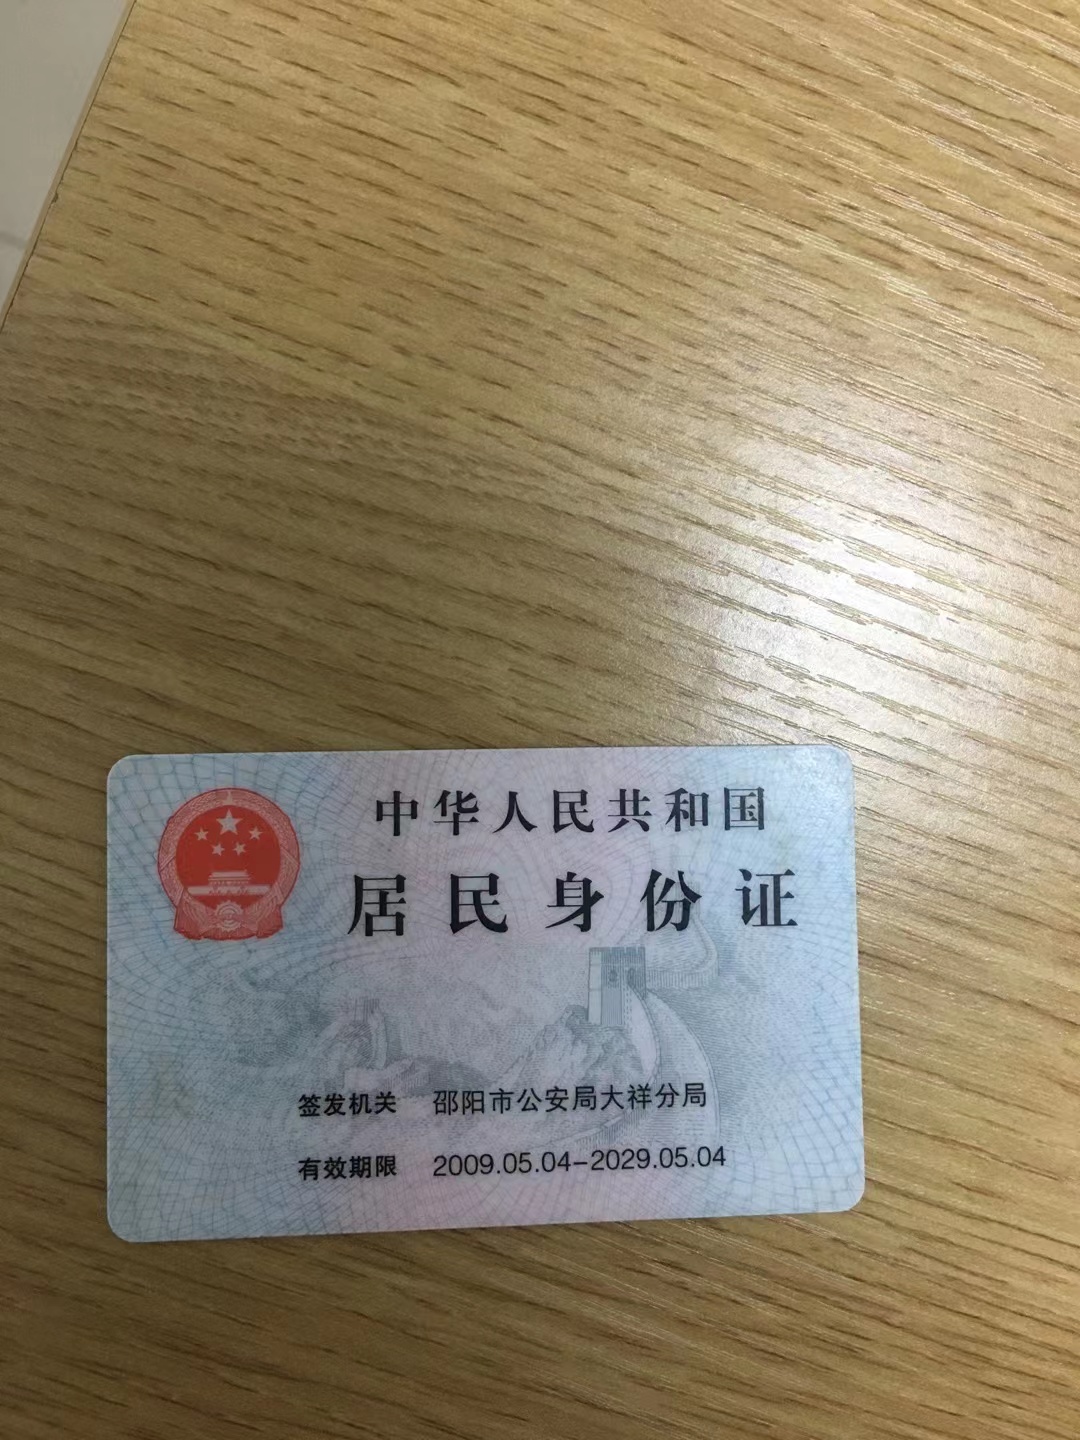 中华人民共和国
居民身份证
签发机关 邵阳市公安局大祥分局
有效期限 2009.05.04-2029.05.04